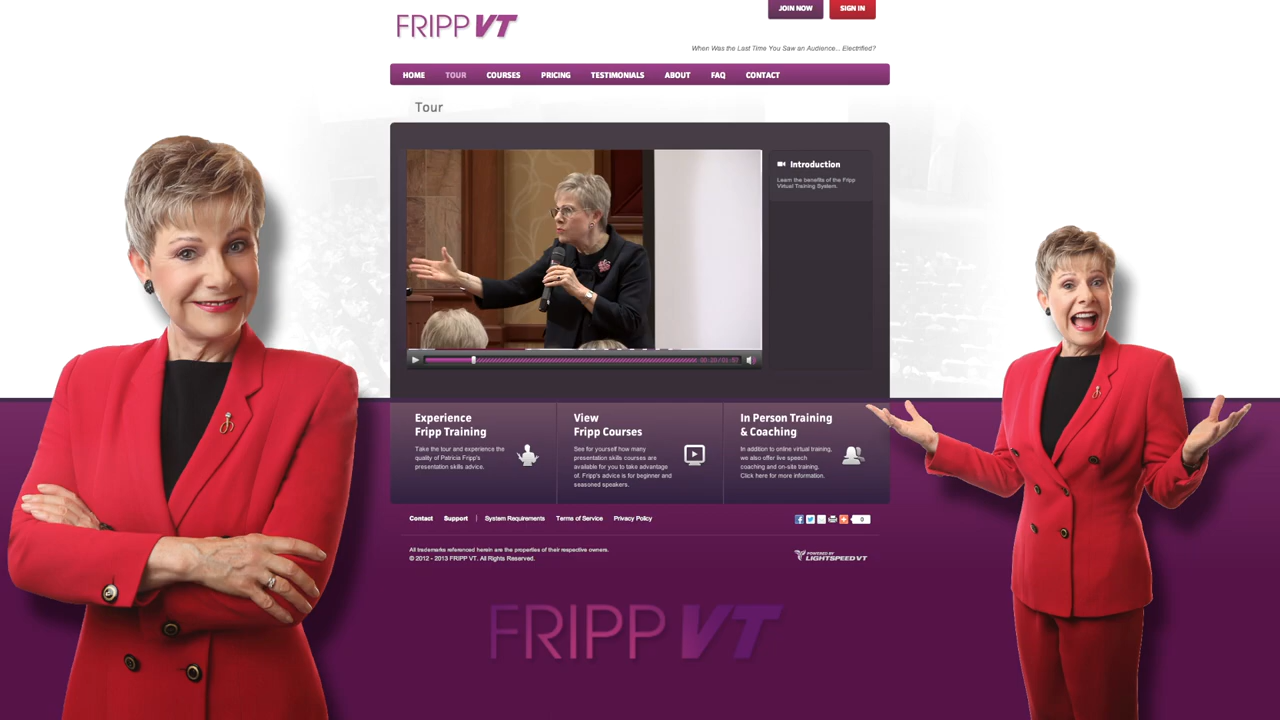 JOIN NOW
SIGN IN
FRIPP VT
When Was the Last Time You Saw an Audience... Electrified?
HOME TOUR COURSES PRICING TESTIMONIALS ABOUT FAQ CONTACT
Tour
Introduction
Learn the benefits of the Fripp
Virtual Training System.
00:20/01:57
Experience
Fripp Training
Take the tour and experience the
quality of Patricia Fripp's
presentation skills advice.
View
Fripp Courses
See for yourself how many
presentation skills courses are
available for you to take advantage
of. Fripp's advice is for beginner and
seasoned speakers.
In Person Training
& Coaching
In addition to online virtual training,
we also offer live speech
coaching and on-site training.
Click here for more information.
Contact Support | System Requirements Terms of Service Privacy Policy
0
All trademarks referenced herein are the properties of their respective owners.
© 2012 - 2013 FRIPP VT. All Rights Reserved.
POWERED BY
LIGHTSPEED VT
FRIPP VT